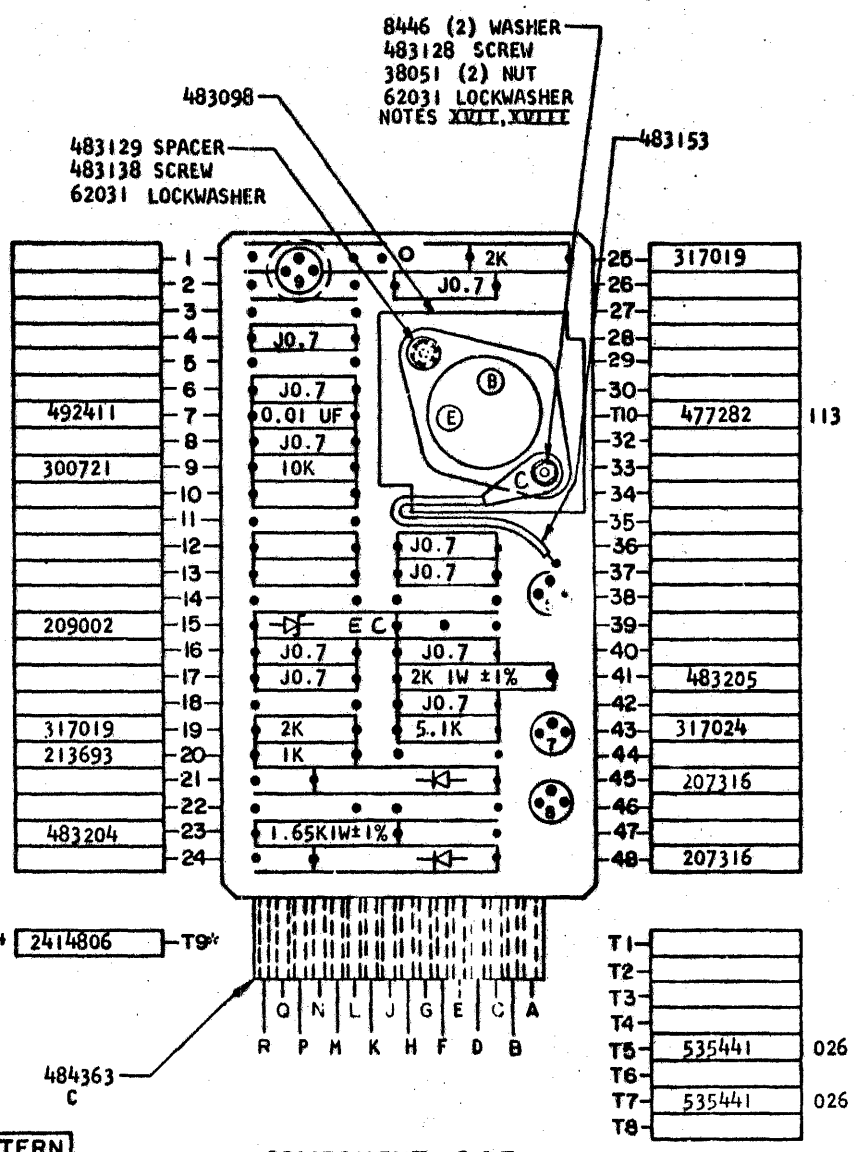 8446 (2) WASHER
483128 SCREW
38051 (2) NUT
62031 LOCKWASHER
NOTES XVII, XVIII
483098
483153
483129 SPACER
483138 SCREW
62031 LOCKWASHER
1 9 2K 25 317019
2 J0.7 26
3 27
4 J0.7 28
5 29
6 J0.7 B 30
492411 7 0.01 UF E T10 477282 113
8 J0.7 32
300721 9 10K C 33
10 34
11 35
12 J0.7 36
13 J0.7 37
14 38
209002 15 E C 39
16 J0.7 J0.7 40
17 J0.7 2K 1W ±1% 41 483205
18 J0.7 42
317019 19 2K 5.1K 7 43 317024
213693 20 1K 44
21 45 207316
22 8 46
483204 23 1.65K1W±1% 47
24 48 207316
* 2414806 T9*
T1
T2
T3
T4
T5 535441 026
T6
T7 535441 026
T8
Q N L J G E C A
R P M K H F D B
484363
C
TERN